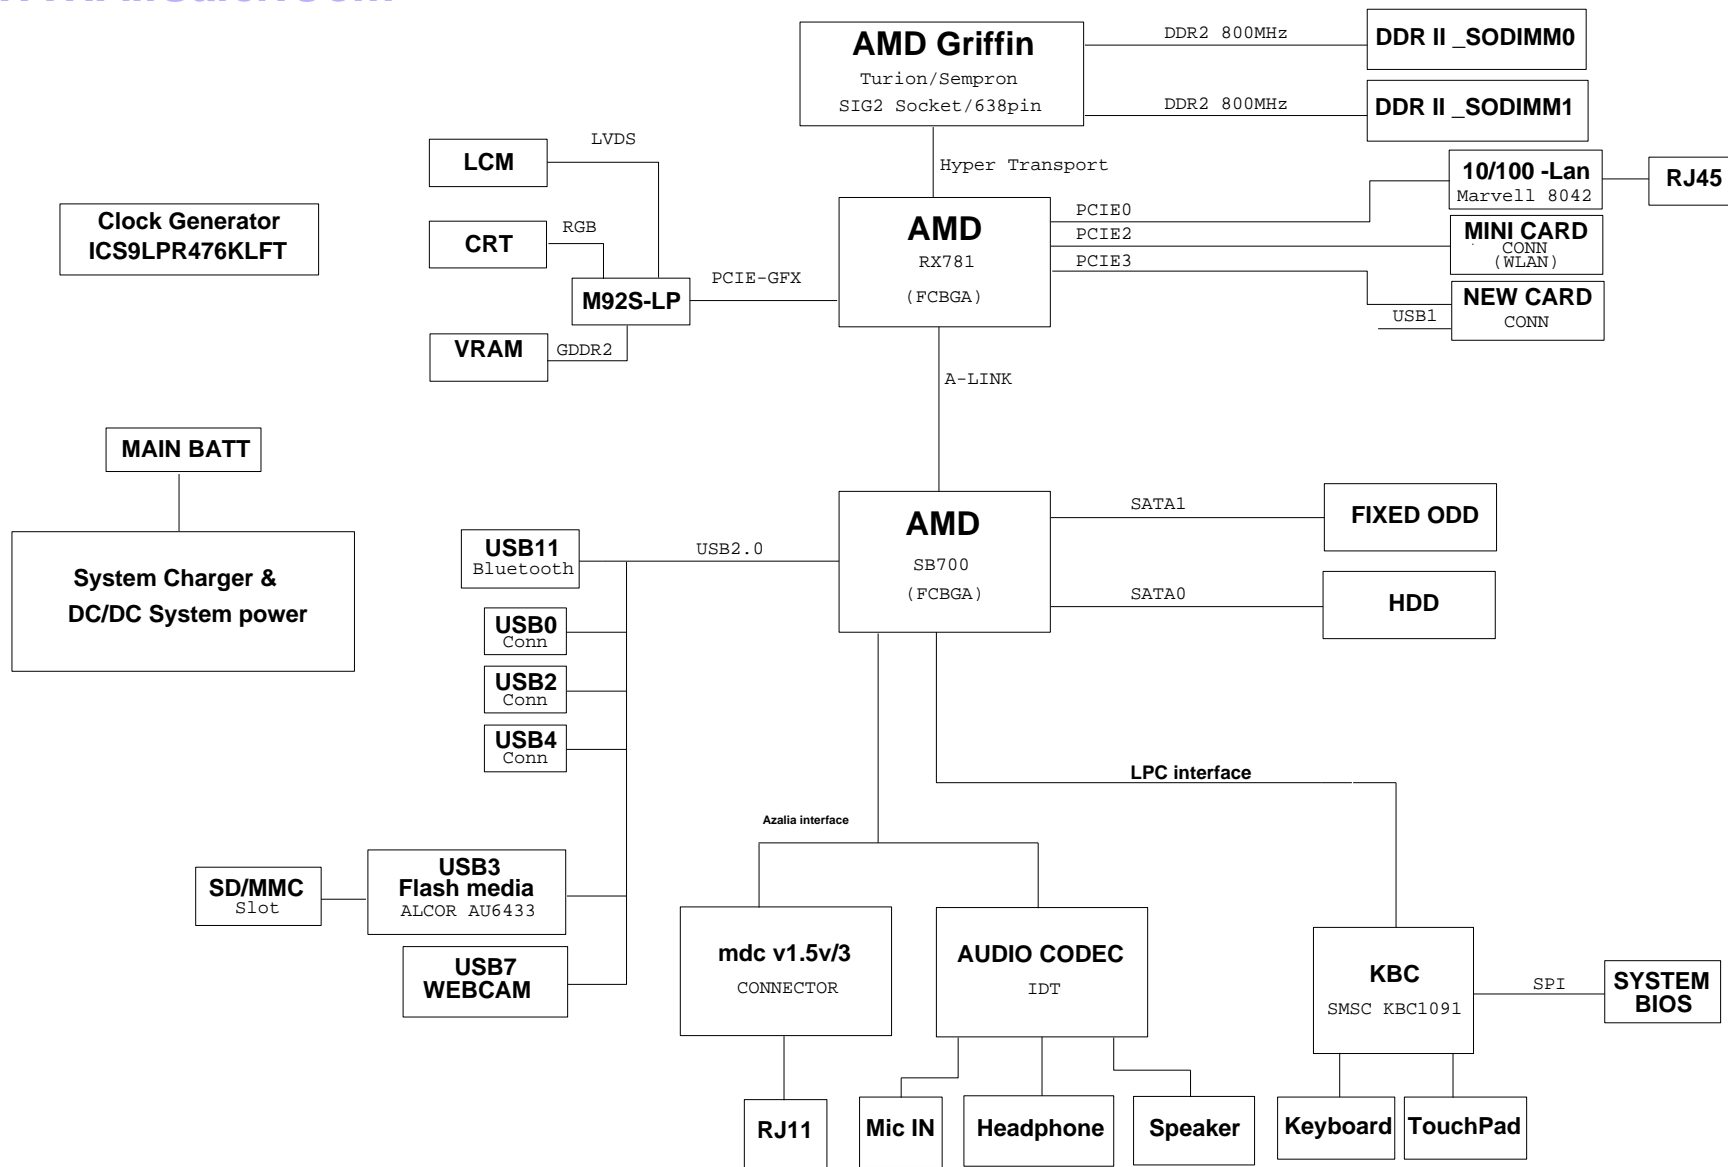 AMD Griffin
Turion/Sempron
SIG2 Socket/638pin
DDR2 800MHz
DDR II _SODIMM0
DDR2 800MHz
DDR II _SODIMM1
Hyper Transport
LVDS
LCM
RGB
CRT
Clock Generator
ICS9LPR476KLFT
M92S-LP
PCIE-GFX
VRAM
GDDR2
AMD
RX781
(FCBGA)
PCIE0
PCIE2
PCIE3
10/100 -Lan
Marvell 8042
RJ45
MINI CARD
CONN
(WLAN)
NEW CARD
CONN
USB1
A-LINK
MAIN BATT
System Charger &
DC/DC System power
AMD
SB700
(FCBGA)
SATA1
FIXED ODD
SATA0
HDD
USB2.0
USB11
Bluetooth
USB0
Conn
USB2
Conn
USB4
Conn
USB3
Flash media
ALCOR AU6433
SD/MMC
Slot
USB7
WEBCAM
Azalia interface
LPC interface
mdc v1.5v/3
CONNECTOR
AUDIO CODEC
IDT
KBC
SMSC KBC1091
SPI
SYSTEM
BIOS
RJ11
Mic IN
Headphone
Speaker
Keyboard
TouchPad